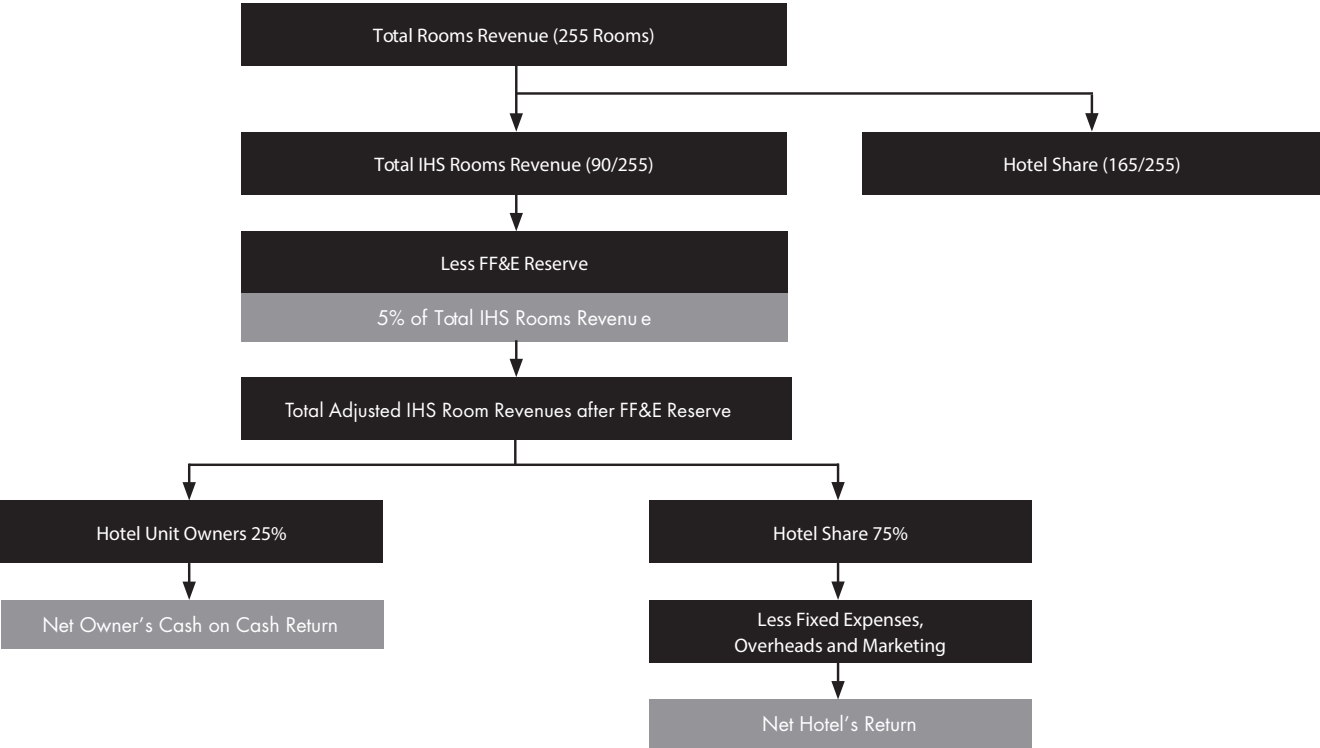 Total Rooms Revenue (255 Rooms)
Total IHS Rooms Revenue (90/255)
Hotel Share (165/255)
Less FF&E Reserve
5% of Total IHS Rooms Revenue
Total Adjusted IHS Room Revenues after FF&E Reserve
Hotel Unit Owners 25%
Hotel Share 75%
Net Owner's Cash on Cash Return
Less Fixed Expenses,
Overheads and Marketing
Net Hotel's Return